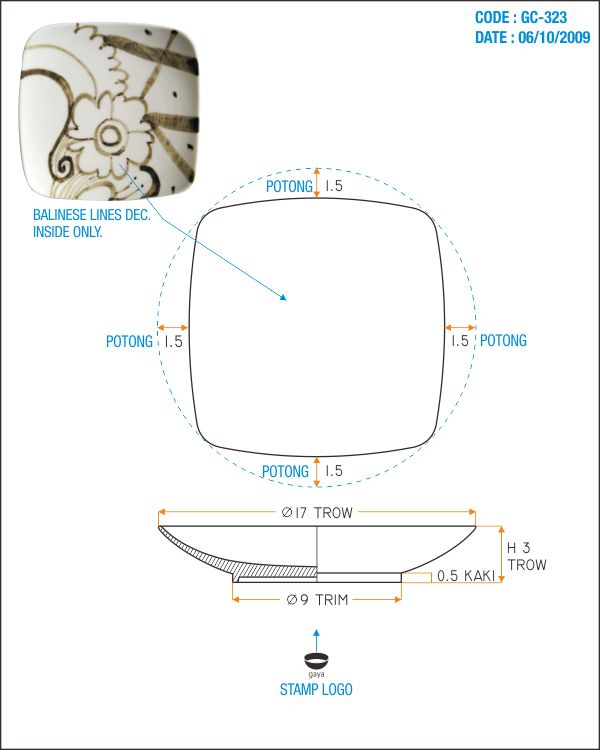 CODE : GC-323
DATE : 06/10/2009
BALINESE LINES DEC.
INSIDE ONLY.
POTONG 1.5
POTONG 1.5
1.5 POTONG
POTONG 1.5
Ø17 TROW
H 3
TROW
0.5 KAKI
Ø9 TRIM
gaya
STAMP LOGO